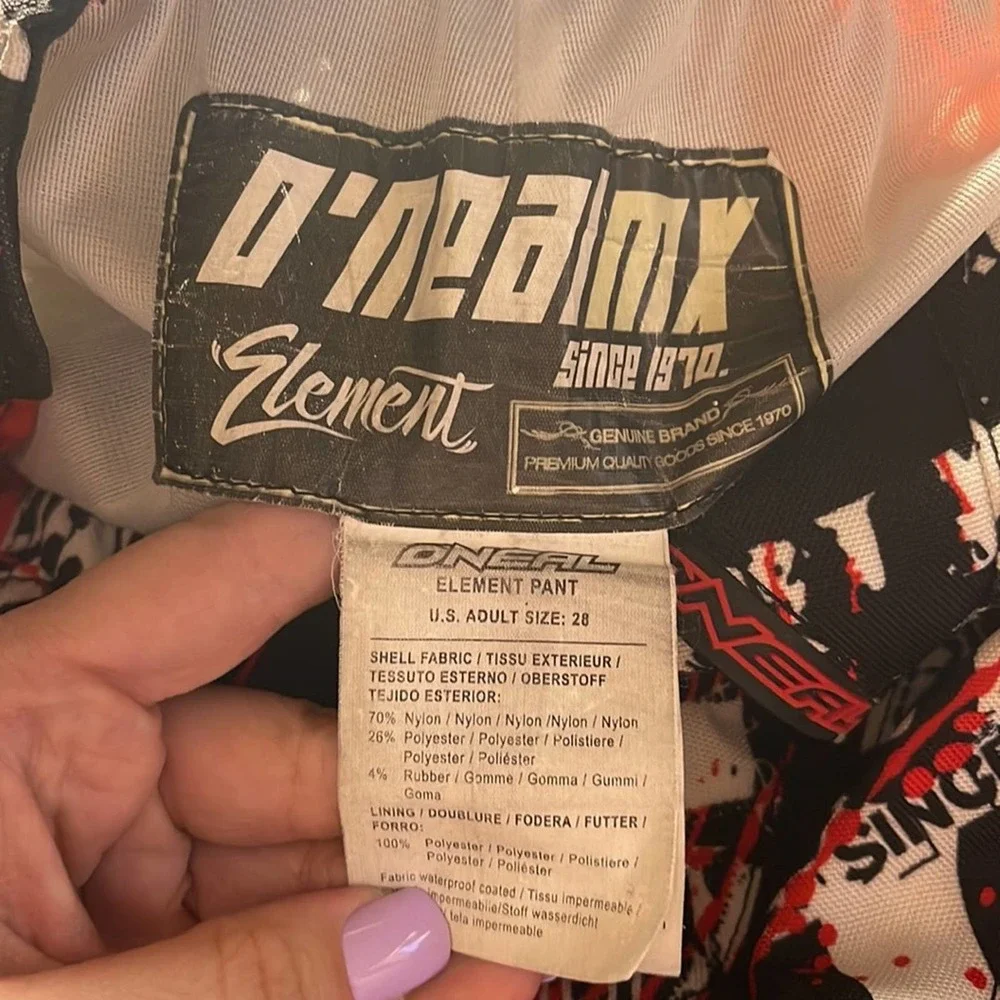 O'neal MX
Element
Since 1970.
GENUINE BRAND
PREMIUM QUALITY GOODS SINCE 1970
ONEAL
ELEMENT PANT
U.S. ADULT SIZE: 28
SHELL FABRIC / TISSU EXTERIEUR /
TESSUTO ESTERNO / OBERSTOFF
TEJIDO EXTERIOR:
70% Nylon / Nylon / Nylon /Nylon / Nylon
26% Polyester / Polyester / Polistiere /
Polyester / Poliéster
4% Rubber / Gomme / Gomma / Gummi /
Goma
LINING / DOUBLURE / FODERA / FUTTER /
FORRO:
100% Polyester / Polyester / Polistiere /
Polyester / Poliéster
Fabric waterproof coated / Tissu impermeable /
impermeabile/Stoff wasserdicht
tela impermeable
ONEAL
SINCE